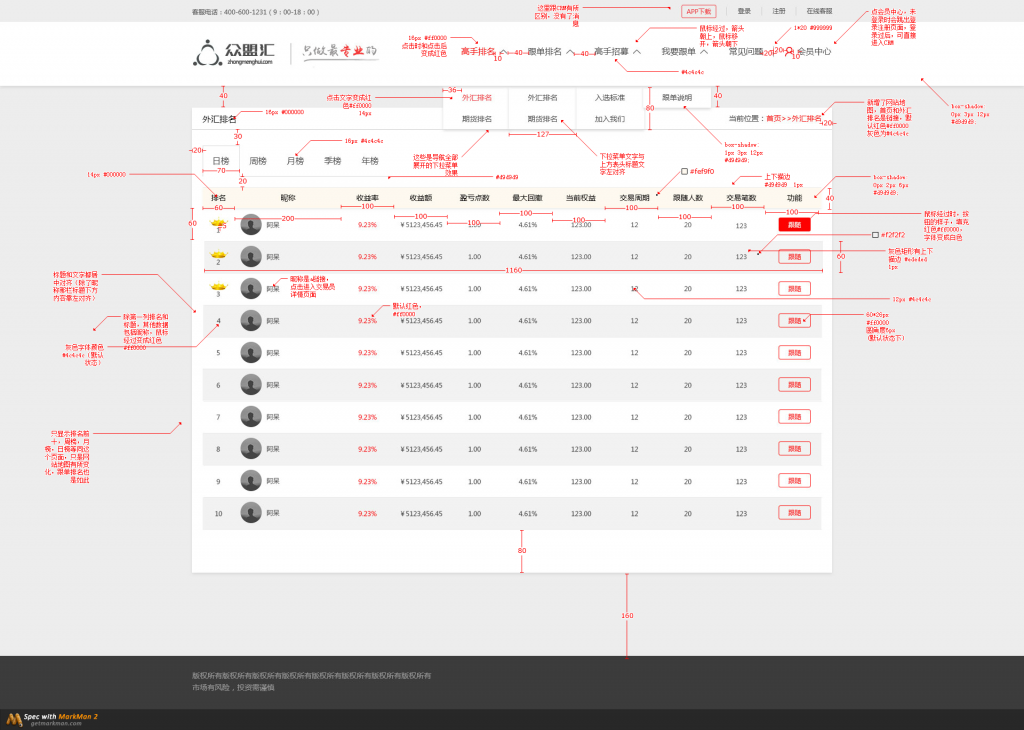 客服电话：400-600-1231（9：00-18：00）
APP下载
登录
注册
在线客服
这里跟CRM有所
区别，没有了消
息
点会员中心，未
登录时会跳出登
录注册页面，登
录过后，可直接
进入CRM
鼠标经过，箭头
朝上，鼠标移
开，箭头朝下
1*20 #999999
16px #ff0000
点击时和点击后
变成红色
众盟汇
zhongmenghui.com
只做最专业的
高手排名
跟单排名
高手招募
我要跟单
常见问题
会员中心
10
40
40
20
20
10
#4c4c4c
40
点击文字变成红
色#ff0000
14px
36
外汇排名
外汇排名
入选标准
跟单说明
期货排名
期货排名
加入我们
80
40
127
box-shadow:
0px 3px 12px
#d9d9d9;
新增了网站地
图，首页和外汇
排名是链接，默
认红色#ff0000
灰色为#4c4c4c
外汇排名
16px #000000
当前位置：首页>>外汇排名
20
30
16px #4c4c4c
20
日榜
周榜
月榜
季榜
年榜
70
这些是导航全部
展开的下拉菜单
效果
下拉菜单文字与
上方表头标题文
字左对齐
box-shadow:
1px 3px 12px
#d9d9d9;
#fef9f0
14px #000000
20
#d9d9d9
上下描边
#d9d9d9 1px
box-shadow:
0px 2px 6px
#d9d9d9;
排名
昵称
收益率
收益额
盈亏点数
最大回撤
当前权益
交易周期
跟随人数
交易笔数
功能
40
60
200
100
100
100
100
100
100
100
100
100
60
1
阿呆
9.23%
¥5123,456.45
1.00
4.61%
123.00
12
20
123
跟随
鼠标经过时，按
钮的样子，填充
红色#ff0000，
字体变成白色
#f2f2f2
2
阿呆
9.23%
¥5123,456.45
1.00
4.61%
123.00
12
20
123
跟随
60
灰色矩形有上下
描边 #eded­ed
1px
1160
标题和文字都居
中对齐（除了昵
称那栏标题下方
内容靠左对齐）
3
昵称是a链接，
点击进入交易员
详情页面
9.23%
¥5123,456.45
1.00
4.61%
123.00
12
20
123
跟随
12px #4c4c4c
默认红色，
#ff0000
除第一列排名和
标题，其他数据
包括昵称，鼠标
经过变成红色
#ff0000
4
阿呆
9.23%
¥5123,456.45
1.00
4.61%
123.00
12
20
123
跟随
60*26px
#ff0000
圆角层5px
(默认状态下)
灰色字体颜色
#4c4c4c（默认
状态）
5
阿呆
9.23%
¥5123,456.45
1.00
4.61%
123.00
12
20
123
跟随
6
阿呆
9.23%
¥5123,456.45
1.00
4.61%
123.00
12
20
123
跟随
7
阿呆
9.23%
¥5123,456.45
1.00
4.61%
123.00
12
20
123
跟随
只显示排名前
十，周榜，月
榜，日榜等同这
个页面，只是网
站地图有所变
化，跟单排名也
是如此
8
阿呆
9.23%
¥5123,456.45
1.00
4.61%
123.00
12
20
123
跟随
9
阿呆
9.23%
¥5123,456.45
1.00
4.61%
123.00
12
20
123
跟随
10
阿呆
9.23%
¥5123,456.45
1.00
4.61%
123.00
12
20
123
跟随
80
160
版权所有版权所有版权所有版权所有版权所有版权所有版权所有版权所有
市场有风险，投资需谨慎
Spec with MarkMan 2
getmarkman.com